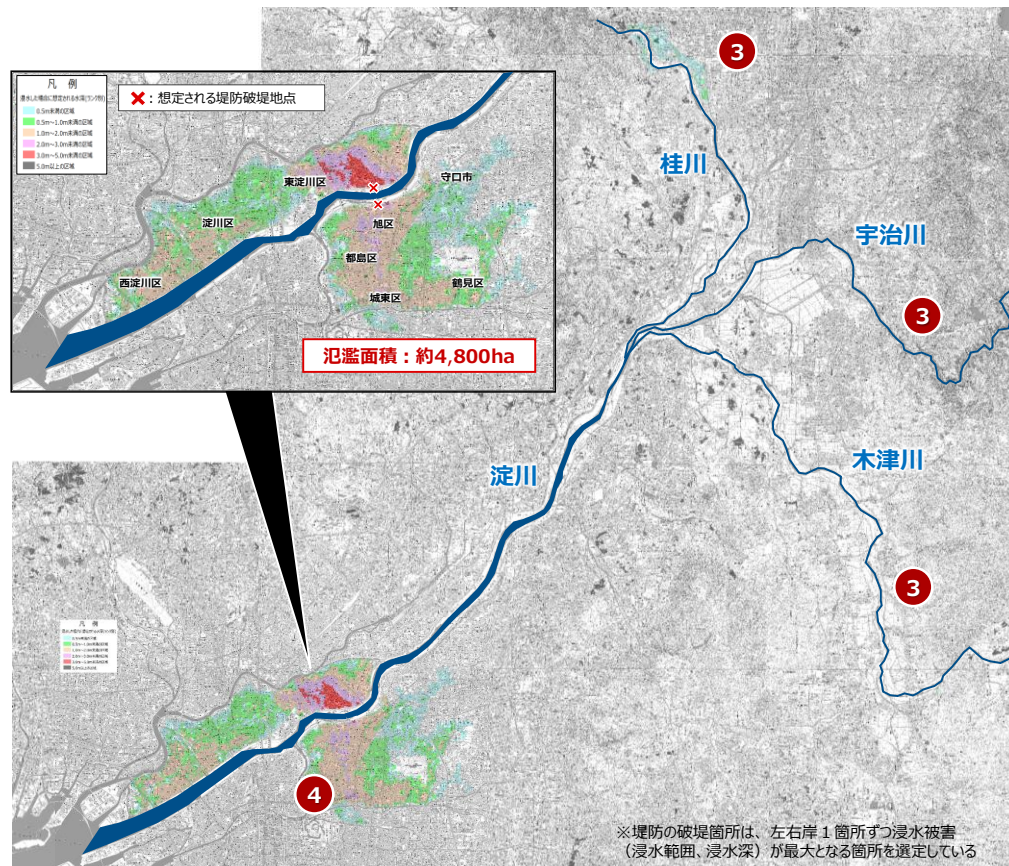 凡 例
浸水した場合に想定される水深(ランク別)
0.5m未満の区域
0.5m～1.0m未満の区域
1.0m～2.0m未満の区域
2.0m～3.0m未満の区域
3.0m～5.0m未満の区域
5.0m以上の区域
×：想定される堤防破堤地点
東淀川区
守口市
淀川区
旭区
都島区
西淀川区
城東区
鶴見区
氾濫面積：約4,800ha
3
桂川
宇治川
3
淀川
木津川
3
凡 例
4
※堤防の破堤箇所は、左右岸１箇所ずつ浸水被害
（浸水範囲、浸水深）が最大となる箇所を選定している